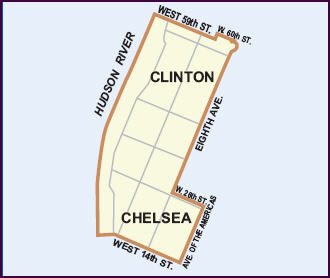 WEST 59th ST.
W. 60th ST.
HUDSON RIVER
CLINTON
EIGHTH AVE.
W. 26th ST.
CHELSEA
AVE. OF THE AMERICAS
WEST 14th ST.